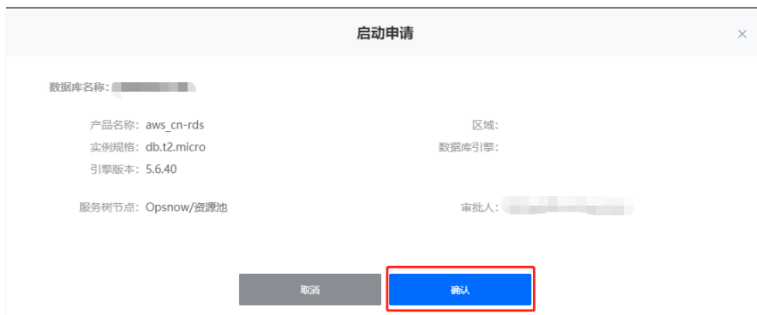 启动申请
×
数据库名称:
产品名称: aws_cn-rds
区域:
实例规格: db.t2.micro
数据库引擎:
引擎版本: 5.6.40
服务树节点: Opsnow/资源池
审批人:
取消
确认